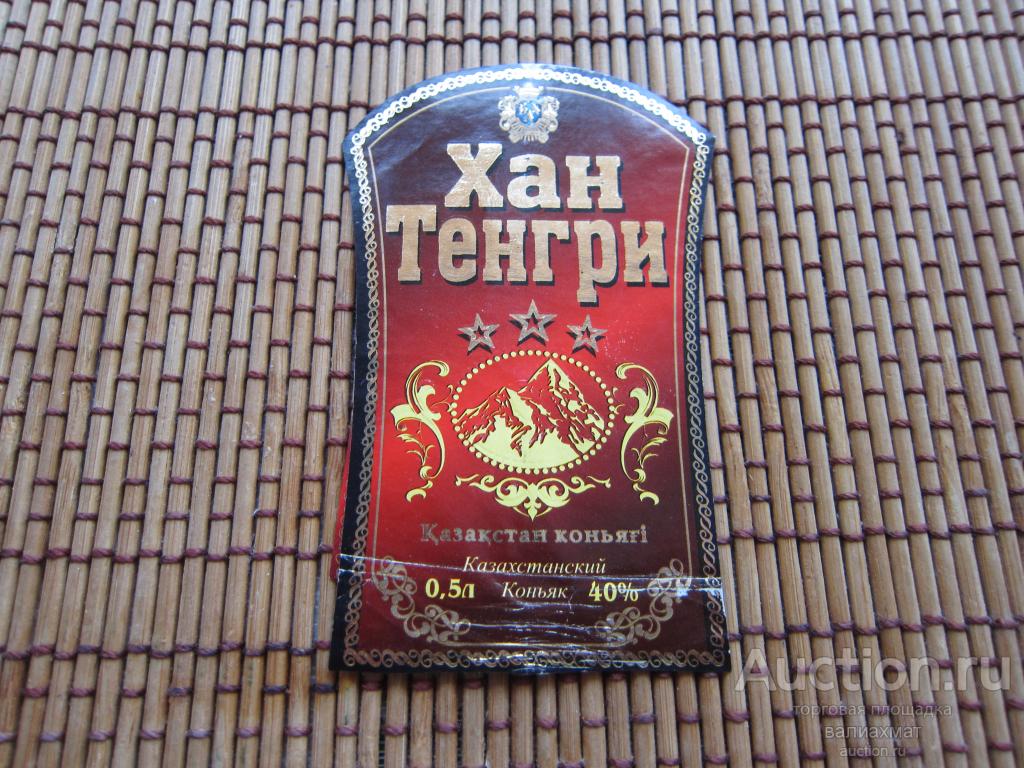 Хан
Тенгри
Қазақстан коньягі
Казахстанский
0,5л Коньяк 40%
Auction.ru
торговая площадка
валиахмат
auction.ru